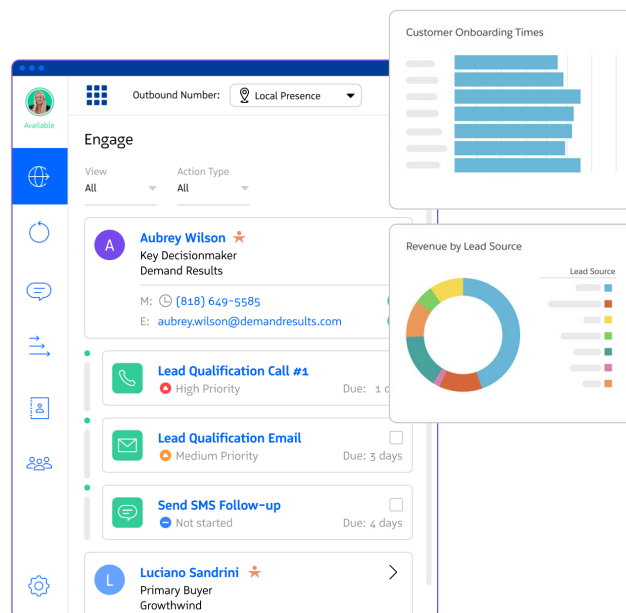 Customer Onboarding Times
Outbound Number:
Local Presence
Available
Engage
View
All
Action Type
All
A
Aubrey Wilson
Key Decisionmaker
Demand Results
M: (818) 649-5585
E: aubrey.wilson@demandresults.com
Revenue by Lead Source
Lead Source
Lead Qualification Call #1
High Priority
Due: 1
Lead Qualification Email
Medium Priority
Due: 3 days
Send SMS Follow-up
Not started
Due: 4 days
L
Luciano Sandrini
Primary Buyer
Growthwind